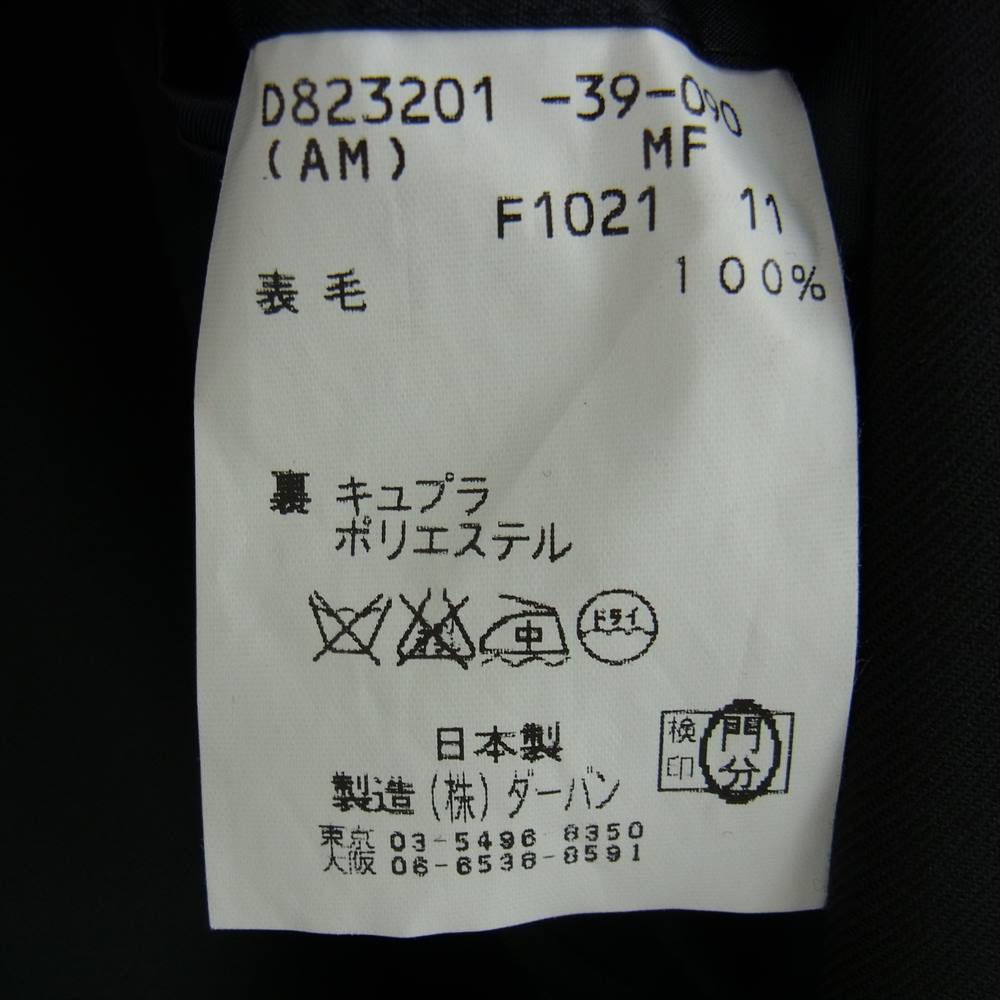 D823201 -39-090
(AM) MF
F1021 11
表 毛 100%
裏 キュプラ
ポリエステル
中 ドライ
日本製
検印 門分
製造 (株) ダーバン
東京 03-5496-8350
大阪 06-6538-8591